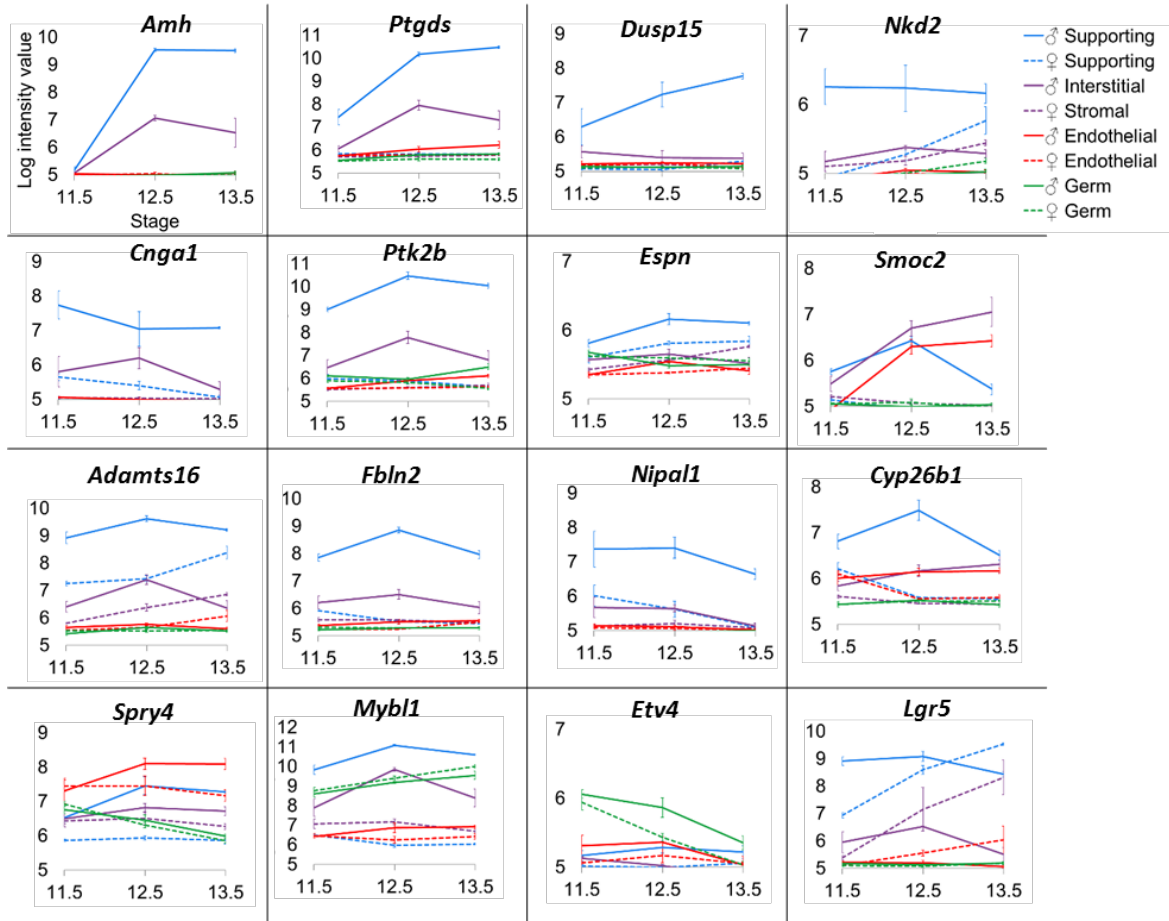 Amh
Ptgds
Dusp15
Nkd2
Log intensity value
10
9
8
7
6
5
11.5 12.5 13.5
Stage
11
10
9
8
7
6
5
11.5 12.5 13.5
9
8
7
6
5
11.5 12.5 13.5
7
6
5
11.5 12.5 13.5
♂ Supporting
♀ Supporting
♂ Interstitial
♀ Stromal
♂ Endothelial
♀ Endothelial
♂ Germ
♀ Germ
Cnga1
Ptk2b
Espn
Smoc2
9
8
7
6
5
11.5 12.5 13.5
11
10
9
8
7
6
5
11.5 12.5 13.5
7
6
5
11.5 12.5 13.5
8
7
6
5
11.5 12.5 13.5
Adamts16
Fbln2
Nipal1
Cyp26b1
10
9
8
7
6
5
11.5 12.5 13.5
10
9
8
7
6
5
11.5 12.5 13.5
9
8
7
6
5
11.5 12.5 13.5
8
7
6
5
11.5 12.5 13.5
Spry4
Mybl1
Etv4
Lgr5
9
8
7
6
5
11.5 12.5 13.5
12
11
10
9
8
7
6
5
11.5 12.5 13.5
7
6
5
11.5 12.5 13.5
10
9
8
7
6
5
11.5 12.5 13.5